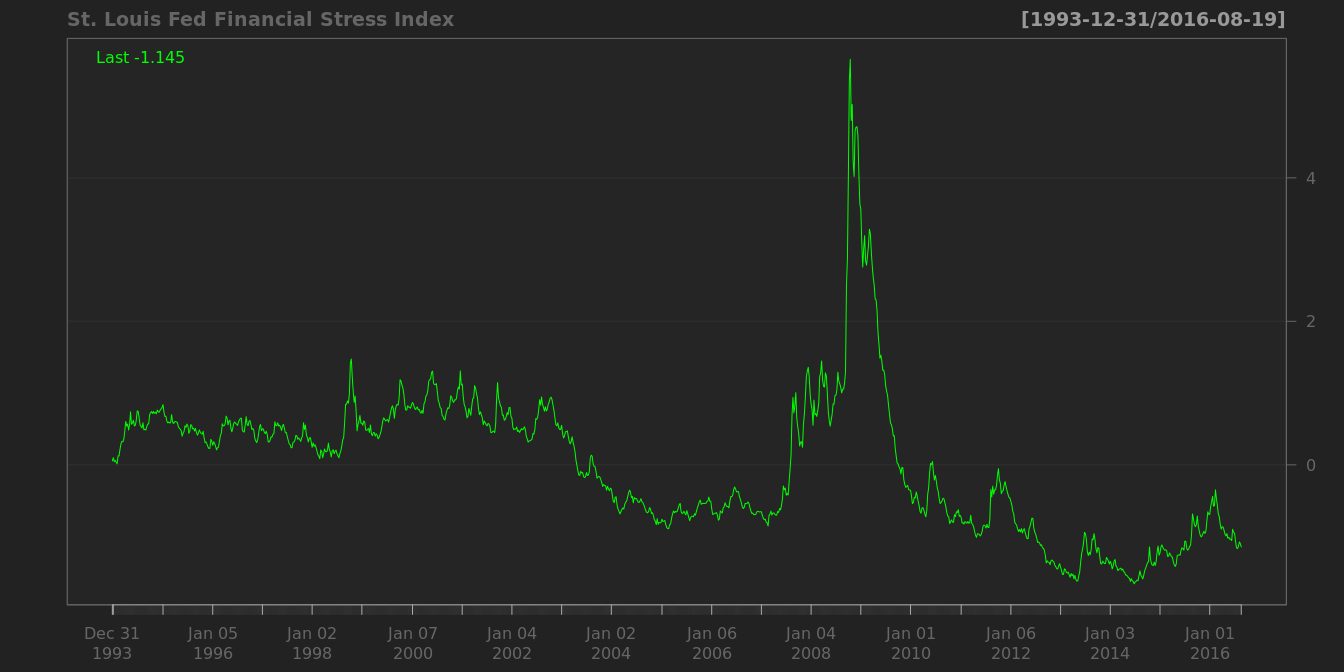 St. Louis Fed Financial Stress Index
[1993-12-31/2016-08-19]
Last -1.145
4
2
0
Dec 31 1993
Jan 05 1996
Jan 02 1998
Jan 07 2000
Jan 04 2002
Jan 02 2004
Jan 06 2006
Jan 04 2008
Jan 01 2010
Jan 06 2012
Jan 03 2014
Jan 01 2016